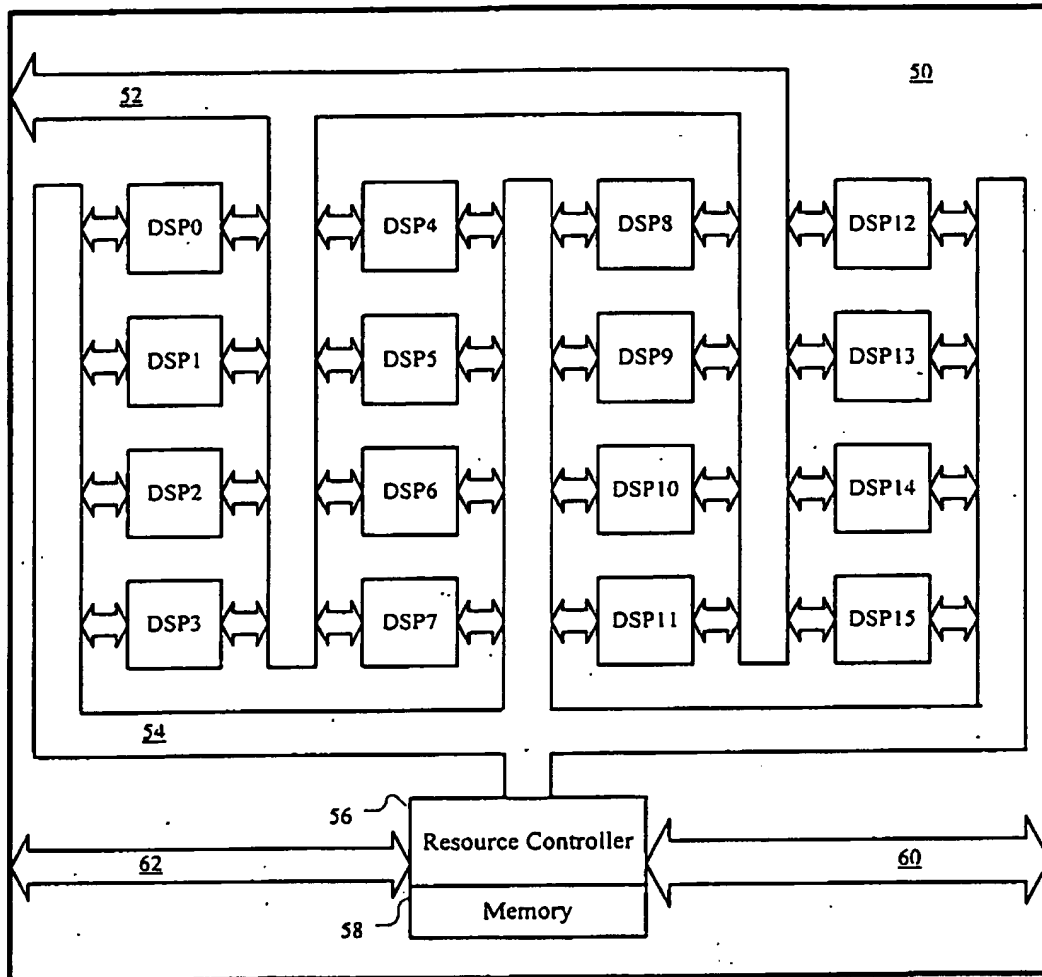 50
52
DSP0 DSP4 DSP8 DSP12
DSP1 DSP5 DSP9 DSP13
DSP2 DSP6 DSP10 DSP14
DSP3 DSP7 DSP11 DSP15
54
56
Resource Controller
62
60
58
Memory